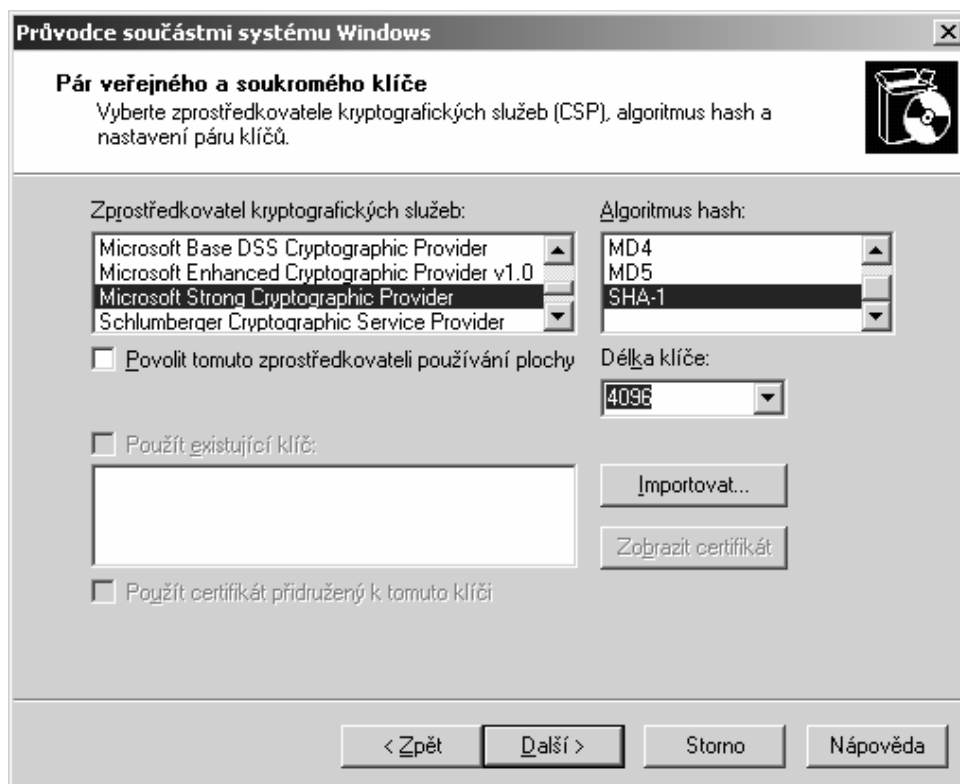 Průvodce součástmi systému Windows
Pár veřejného a soukromého klíče
Vyberte zprostředkovatele kryptografických služeb (CSP), algoritmus hash a
nastavení páru klíčů.
Zprostředkovatel kryptografických služeb:
Microsoft Base DSS Cryptographic Provider
Microsoft Enhanced Cryptographic Provider v1.0
Microsoft Strong Cryptographic Provider
Schlumberger Cryptographic Service Provider
Algoritmus hash:
MD4
MD5
SHA-1
Povolit tomuto zprostředkovateli používání plochy
Délka klíče:
4096
Použít existující klíč:
Importovat...
Zobrazit certifikát
Použít certifikát přidružený k tomuto klíči
< Zpět
Další >
Storno
Nápověda